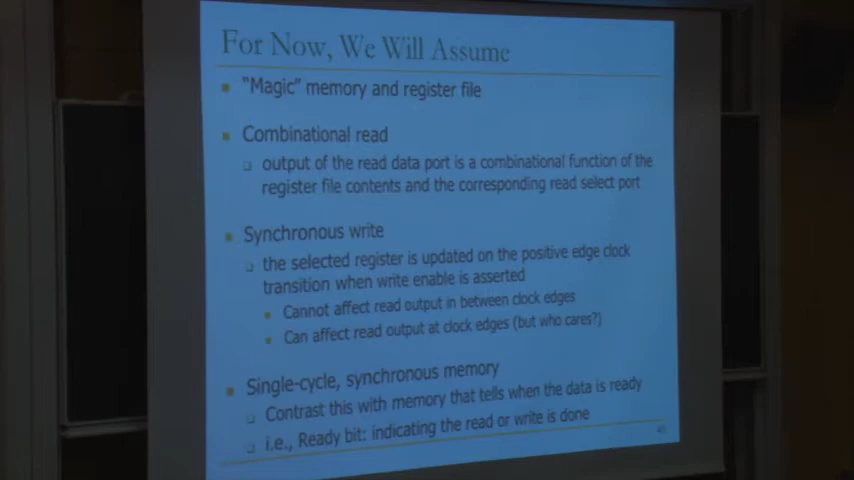 For Now, We Will Assume
"Magic" memory and register file
Combinational read
output of the read data port is a combinational function of the
register file contents and the corresponding read select port
Synchronous write
the selected register is updated on the positive edge clock
transition when write enable is asserted
Cannot affect read output in between clock edges
Can affect read output at clock edges (but who cares?)
Single-cycle, synchronous memory
Contrast this with memory that tells when the data is ready
i.e., Ready bit: indicating the read or write is done